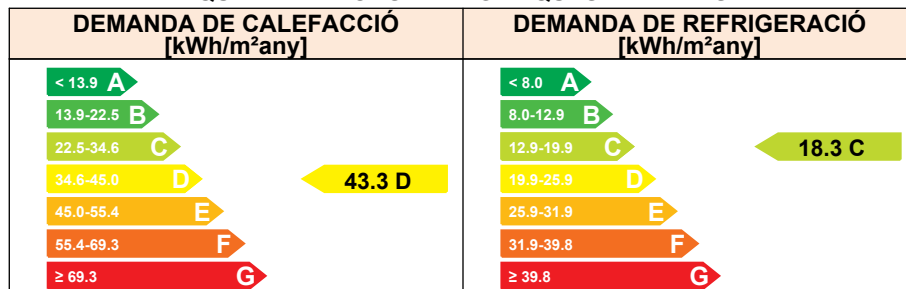 DEMANDA DE CALEFACCIÓ
[kWh/m²any]
< 13.9 A
13.9-22.5 B
22.5-34.6 C
34.6-45.0 D
43.3 D
45.0-55.4 E
55.4-69.3 F
≥ 69.3 G
DEMANDA DE REFRIGERACIÓ
[kWh/m²any]
< 8.0 A
8.0-12.9 B
12.9-19.9 C
18.3 C
19.9-25.9 D
25.9-31.9 E
31.9-39.8 F
≥ 39.8 G